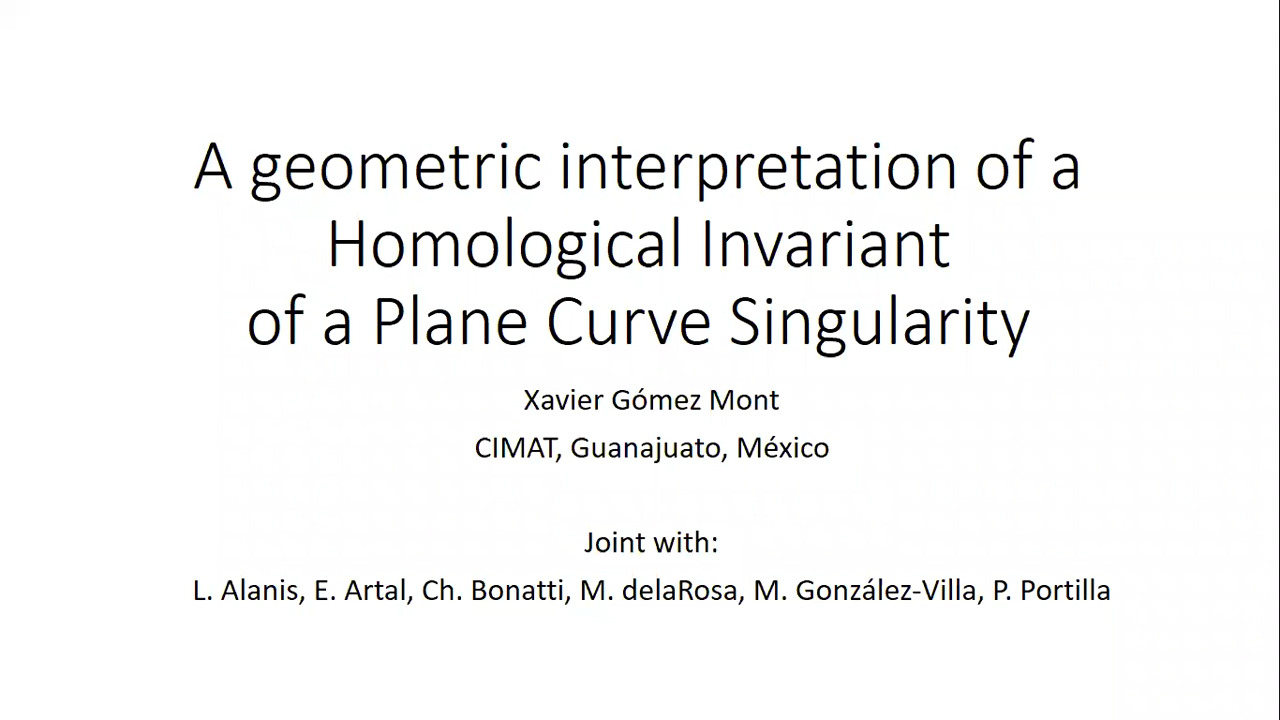 A geometric interpretation of a
Homological Invariant
of a Plane Curve Singularity
Xavier Gómez Mont
CIMAT, Guanajuato, México
Joint with:
L. Alanis, E. Artal, Ch. Bonatti, M. delaRosa, M. González-Villa, P. Portilla